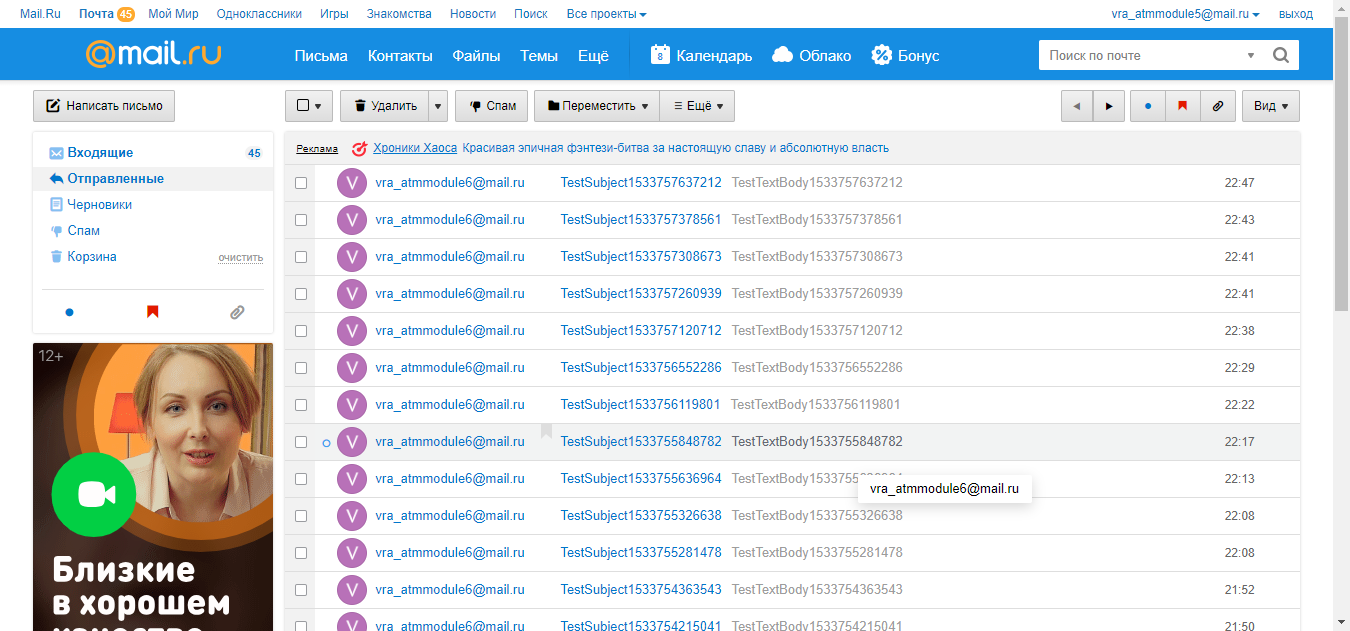 Mail.Ru Почта 45 Мой Мир Одноклассники Игры Знакомства Новости Поиск Все проекты vra_atmmodule5@mail.ru выход
@mail.ru Письма Контакты Файлы Темы Ещё 8 Календарь Облако Бонус Поиск по почте
Написать письмо Удалить Спам Переместить Ещё Вид
Входящие 45
Отправленные
Черновики
Спам
Корзина очистить
12+
Близкие
в хорошем
качестве
Реклама Хроники Хаоса Красивая эпичная фэнтези-битва за настоящую славу и абсолютную власть
V vra_atmmodule6@mail.ru TestSubject1533757637212 TestTextBody1533757637212 22:47
V vra_atmmodule6@mail.ru TestSubject1533757378561 TestTextBody1533757378561 22:43
V vra_atmmodule6@mail.ru TestSubject1533757308673 TestTextBody1533757308673 22:41
V vra_atmmodule6@mail.ru TestSubject1533757260939 TestTextBody1533757260939 22:41
V vra_atmmodule6@mail.ru TestSubject1533757120712 TestTextBody1533757120712 22:38
V vra_atmmodule6@mail.ru TestSubject1533756552286 TestTextBody1533756552286 22:29
V vra_atmmodule6@mail.ru TestSubject1533756119801 TestTextBody1533756119801 22:22
V vra_atmmodule6@mail.ru TestSubject1533755848782 TestTextBody1533755848782 22:17
V vra_atmmodule6@mail.ru TestSubject1533755636964 TestTextBody1533755636964 22:13
vra_atmmodule6@mail.ru
V vra_atmmodule6@mail.ru TestSubject1533755326638 TestTextBody1533755326638 22:08
V vra_atmmodule6@mail.ru TestSubject1533755281478 TestTextBody1533755281478 22:08
V vra_atmmodule6@mail.ru TestSubject1533754363543 TestTextBody1533754363543 21:52
V vra_atmmodule6@mail.ru TestSubject1533754215041 TestTextBody1533754215041 21:50